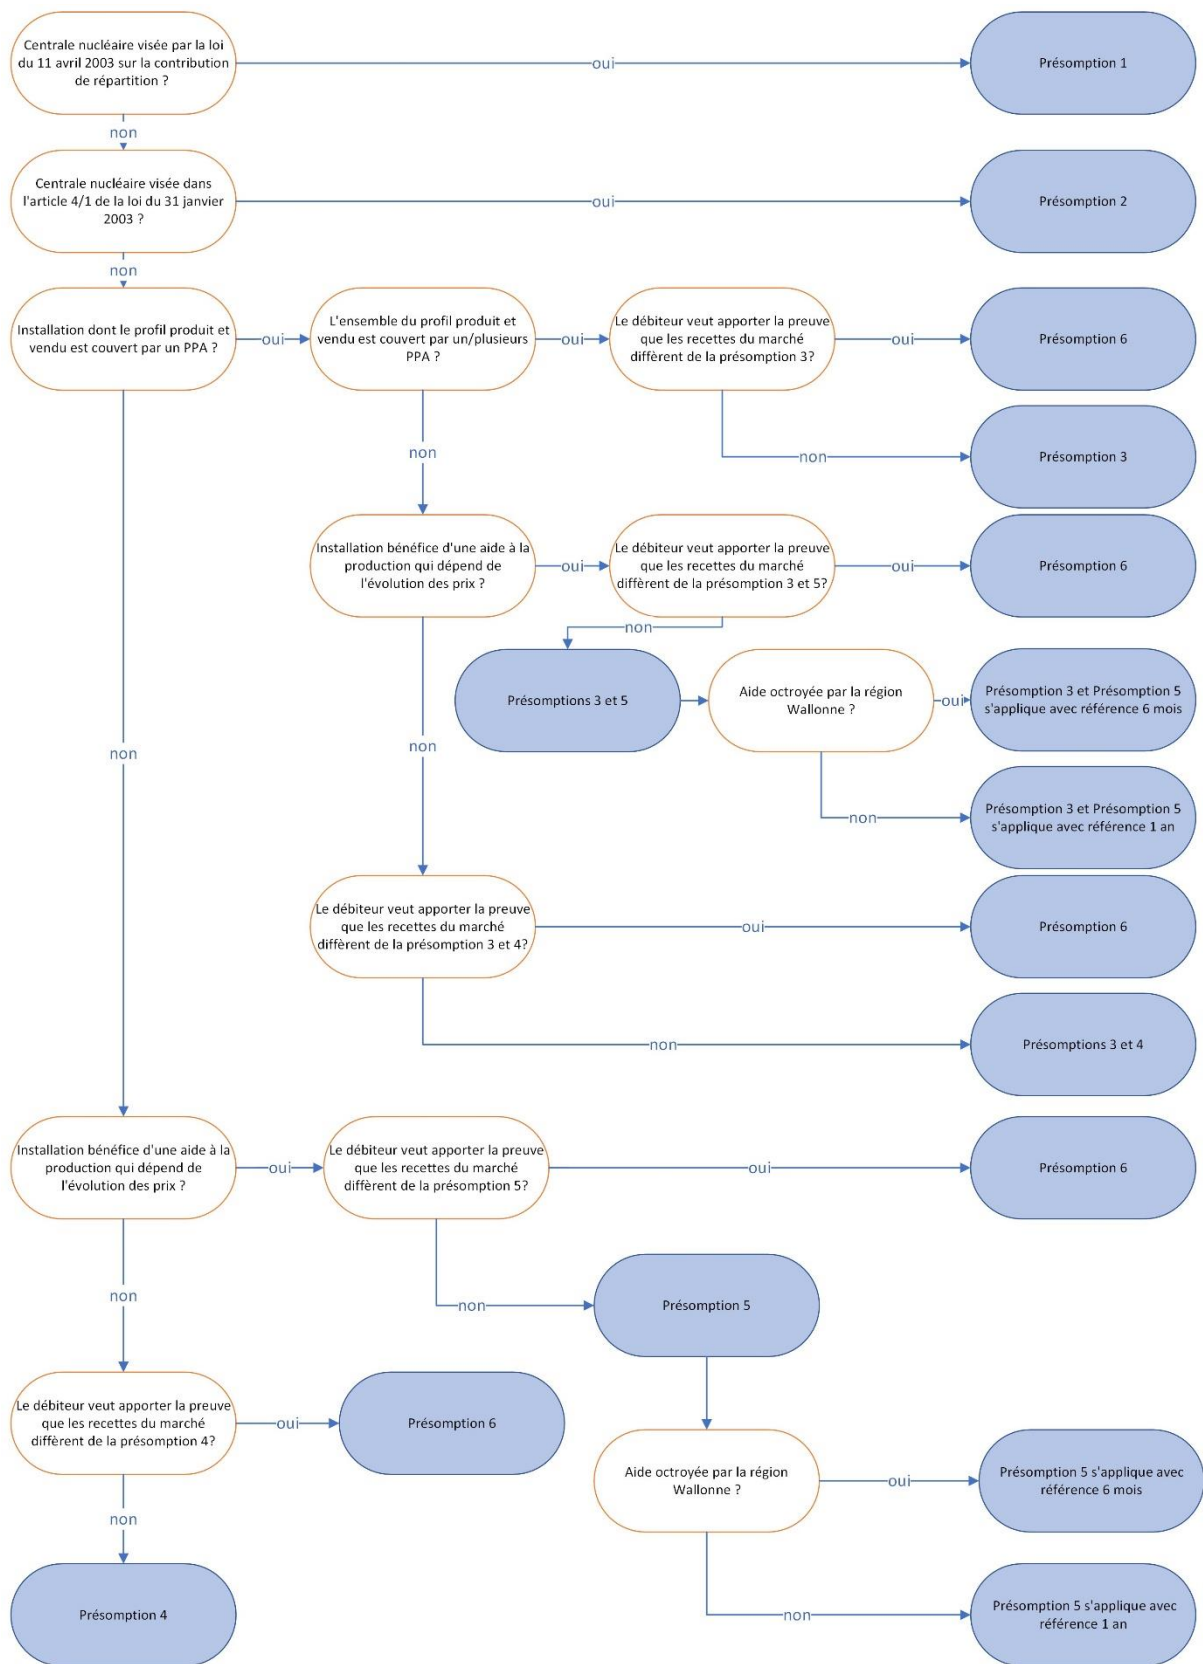 Centrale nucléaire visée par la loi
du 11 avril 2003 sur la contribution
de répartition ?
oui
Présomption 1
non
Centrale nucléaire visée dans
l'article 4/1 de la loi du 31 janvier
2003 ?
oui
Présomption 2
non
Installation dont le profil produit et
vendu est couvert par un PPA ?
oui
L'ensemble du profil produit et
vendu est couvert par un/plusieurs
PPA ?
oui
Le débiteur veut apporter la preuve
que les recettes du marché
diffèrent de la présomption 3?
oui
Présomption 6
non
non
Présomption 3
Installation bénéfice d'une aide à la
production qui dépend de
l'évolution des prix ?
oui
Le débiteur veut apporter la preuve
que les recettes du marché
diffèrent de la présomption 3 et 5?
oui
Présomption 6
non
Présomptions 3 et 5
Aide octroyée par la région
Wallonne ?
oui
Présomption 3 et Présomption 5
s'applique avec référence 6 mois
non
non
non
Présomption 3 et Présomption 5
s'applique avec référence 1 an
Le débiteur veut apporter la preuve
que les recettes du marché
diffèrent de la présomption 3 et 4?
oui
Présomption 6
non
Présomptions 3 et 4
Installation bénéfice d'une aide à la
production qui dépend de
l'évolution des prix ?
oui
Le débiteur veut apporter la preuve
que les recettes du marché
diffèrent de la présomption 5?
oui
Présomption 6
non
non
Présomption 5
Le débiteur veut apporter la preuve
que les recettes du marché
diffèrent de la présomption 4?
oui
Présomption 6
Aide octroyée par la région
Wallonne ?
oui
Présomption 5 s'applique avec
référence 6 mois
non
Présomption 4
non
Présomption 5 s'applique avec
référence 1 an